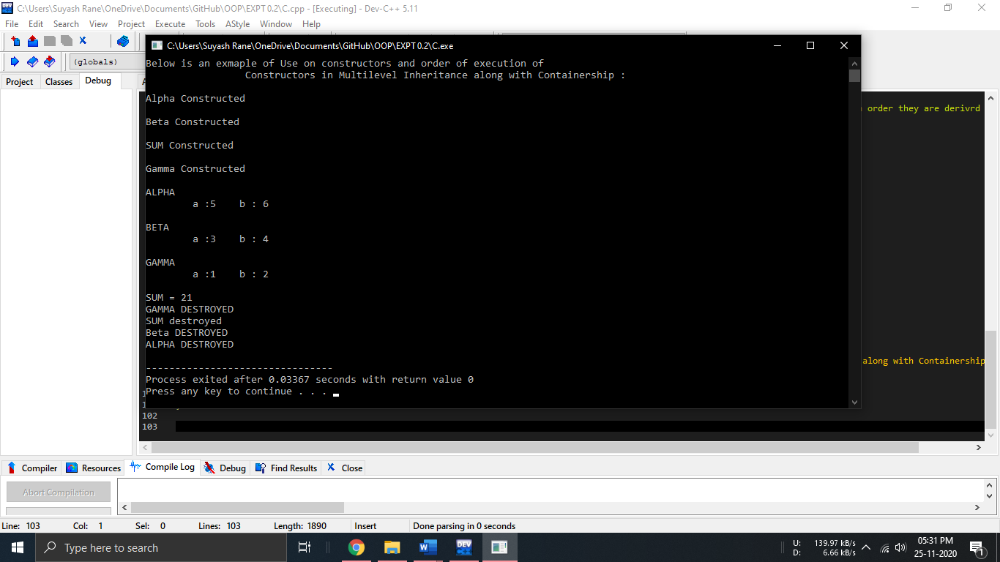 C:\Users\Suyash Rane\OneDrive\Documents\GitHub\OOP\EXPT 0.2\C.cpp - [Executing] - Dev-C++ 5.11
File Edit Search View Project Execute Tools AStyle Window Help
C:\Users\Suyash Rane\OneDrive\Documents\GitHub\OOP\EXPT 0.2\C.exe
(globals)
Project Classes Debug
Below is an exmaple of Use on constructors and order of execution of
Constructors in Multilevel Inheritance along with Containership :
Alpha Constructed
order they are derivrd
Beta Constructed
SUM Constructed
Gamma Constructed
ALPHA
a :5 b : 6
BETA
a :3 b : 4
GAMMA
a :1 b : 2
SUM = 21
GAMMA DESTROYED
SUM destroyed
Beta DESTROYED
ALPHA DESTROYED
along with Containership
--------------------------------
Process exited after 0.03367 seconds with return value 0
Press any key to continue . . .
102
103
Compiler Resources Compile Log Debug Find Results Close
Abort Compilation
Line: 103 Col: 1 Sel: 0 Lines: 103 Length: 1890 Insert Done parsing in 0 seconds
Type here to search
DEV
U: 139.97 kB/s
D: 6.66 kB/s
05:31 PM
25-11-2020
1